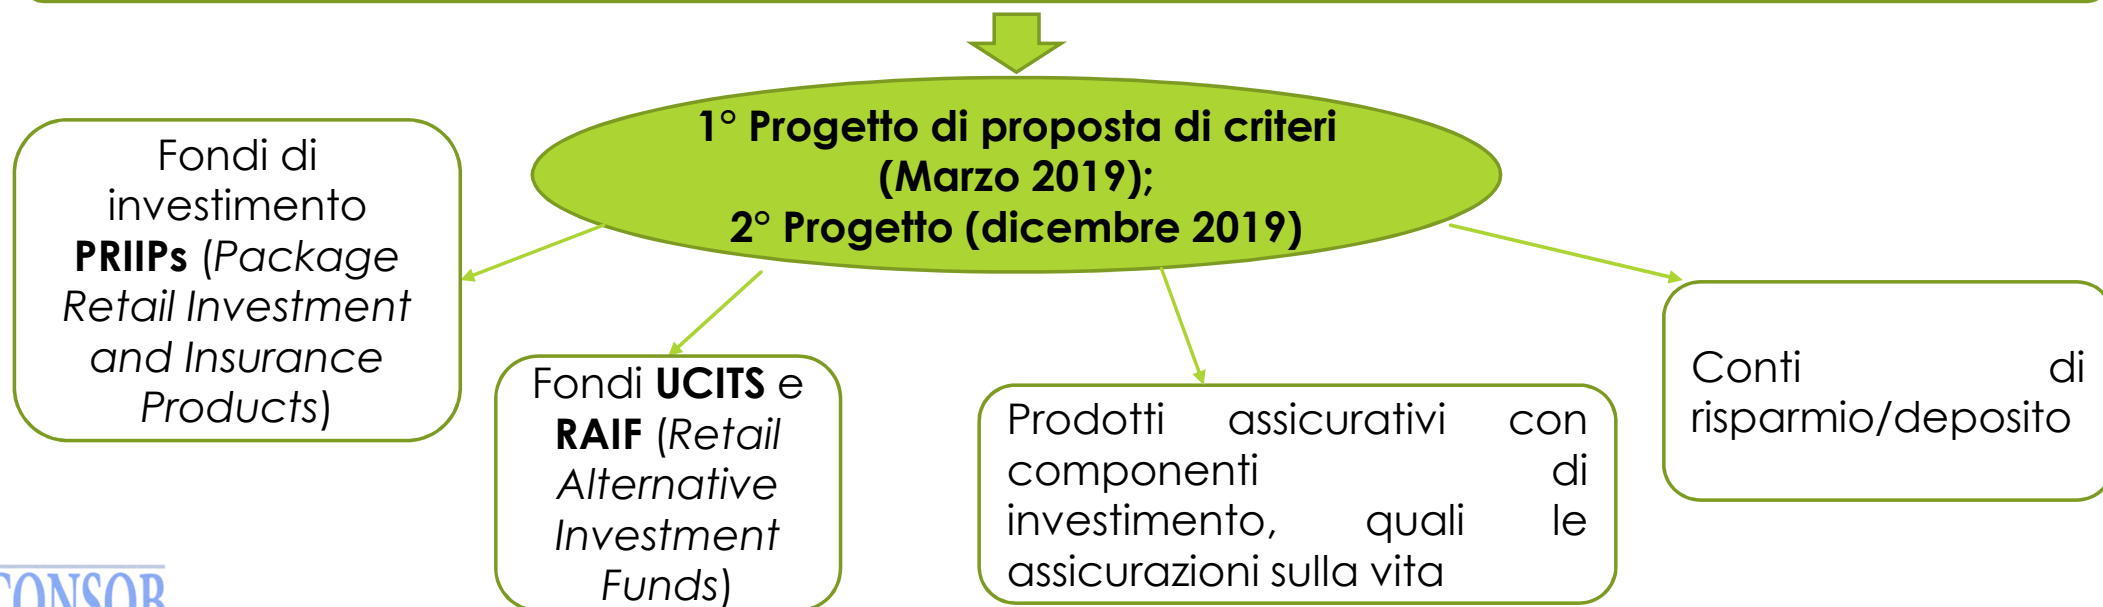 1° Progetto di proposta di criteri
(Marzo 2019);
2° Progetto (dicembre 2019)
Fondi di
investimento
PRIIPs (Package
Retail Investment
and Insurance
Products)
Fondi UCITS e
RAIF (Retail
Alternative
Investment
Funds)
Prodotti assicurativi con
componenti di
investimento, quali le
assicurazioni sulla vita
Conti di
risparmio/deposito
CONSOB